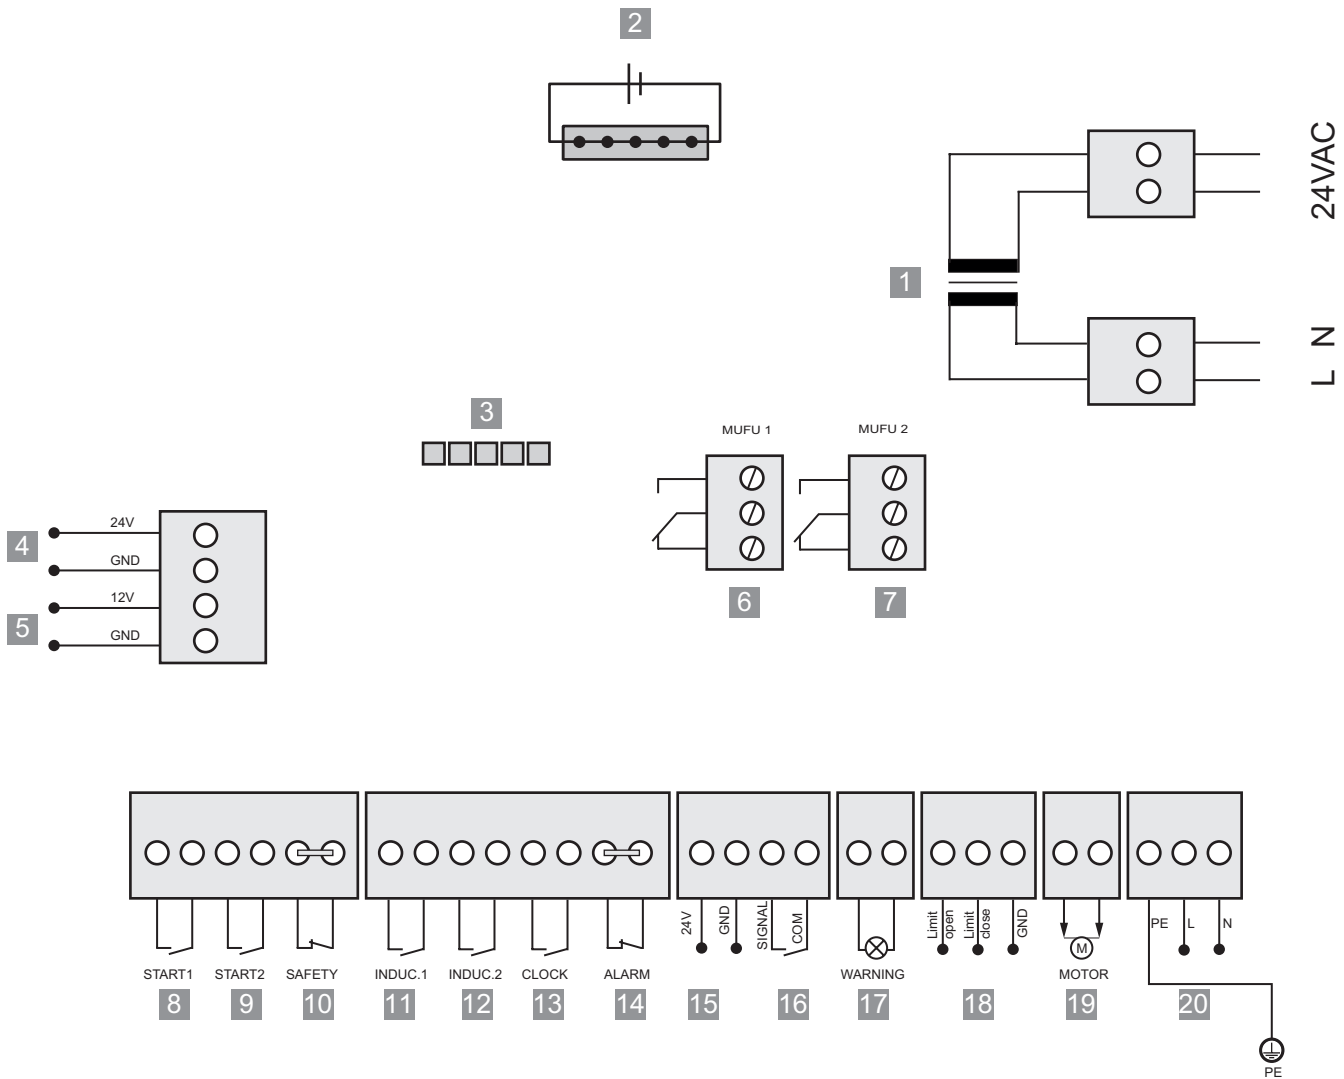 2
24VAC
1
L N
3
MUFU 1
MUFU 2
4
24V
GND
5
12V
GND
6
7
24V
GND
SIGNAL
COM
Limit
open
Limit
close
GND
M
PE
L
N
START1
START2
SAFETY
INDUC.1
INDUC.2
CLOCK
ALARM
WARNING
MOTOR
8
9
10
11
12
13
14
15
16
17
18
19
20
PE